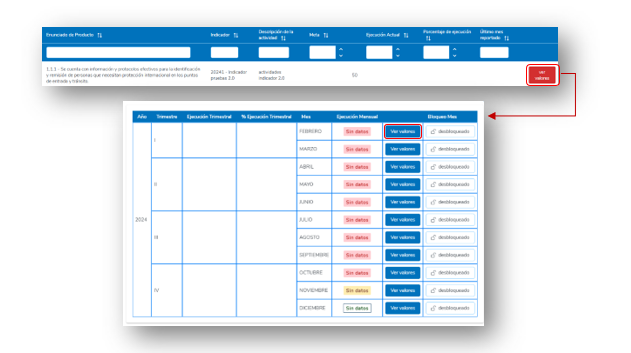 Enunciado de Producto
Indicador
Descripción de la actividad
Meta
Ejecución Actual
Porcentaje de ejecución
Último mes reportado
1.1.1 - Se cuenta con información y protocolos efectivos para la identificación
y remisión de personas que necesitan protección internacional en los puntos
de entrada y tránsito.
20241 - Indicador
pruebas 2.0
actividades
indicador 2.0
50
ver
valores
Año Trimestre Ejecución Trimestral % Ejecución Trimestral Mes Ejecución Mensual Bloqueo Mes
2024
I
FEBRERO Sin datos Ver valores desbloqueado
MARZO Sin datos Ver valores desbloqueado
II
ABRIL Sin datos Ver valores desbloqueado
MAYO Sin datos Ver valores desbloqueado
JUNIO Sin datos Ver valores desbloqueado
III
JULIO Sin datos Ver valores desbloqueado
AGOSTO Sin datos Ver valores desbloqueado
SEPTIEMBRE Sin datos Ver valores desbloqueado
IV
OCTUBRE Sin datos Ver valores desbloqueado
NOVIEMBRE Sin datos Ver valores desbloqueado
DICIEMBRE Sin datos Ver valores desbloqueado